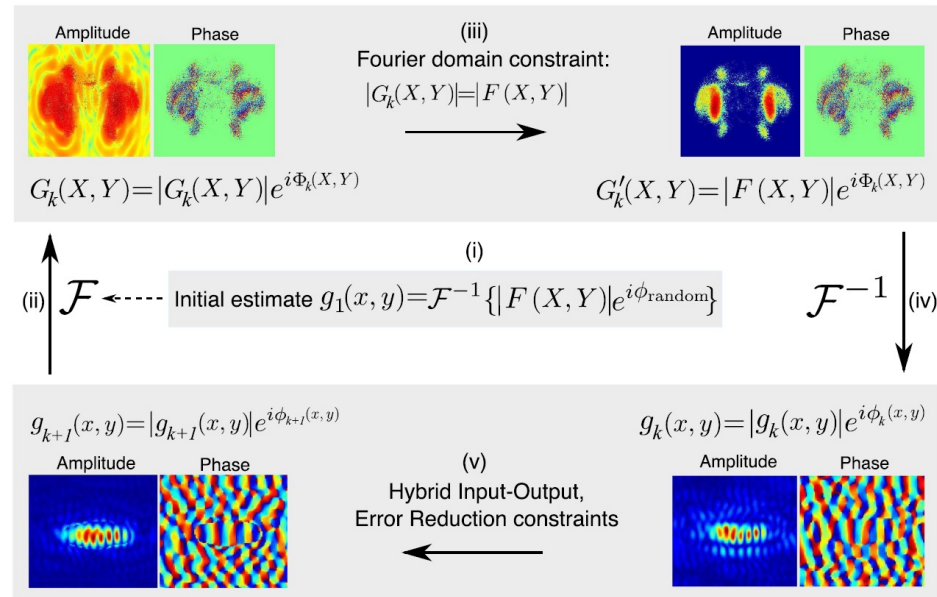 Amplitude Phase
(iii)
Fourier domain constraint:
|G_k(X, Y)|=|F(X, Y)|
Amplitude Phase
G_k(X, Y)=|G_k(X, Y)|e^{iΦ_k(X, Y)}
G'_k(X, Y)=|F(X, Y)|e^{iΦ_k(X, Y)}
(i)
(ii) ℱ
Initial estimate g_1(x, y)=ℱ^{-1}{|F(X, Y)|e^{iϕ_random}}
ℱ^{-1} (iv)
g_{k+1}(x, y)=|g_{k+1}(x, y)|e^{iϕ_{k+1}(x, y)}
g_k(x, y)=|g_k(x, y)|e^{iϕ_k(x, y)}
Amplitude Phase
(v)
Hybrid Input-Output,
Error Reduction constraints
Amplitude Phase